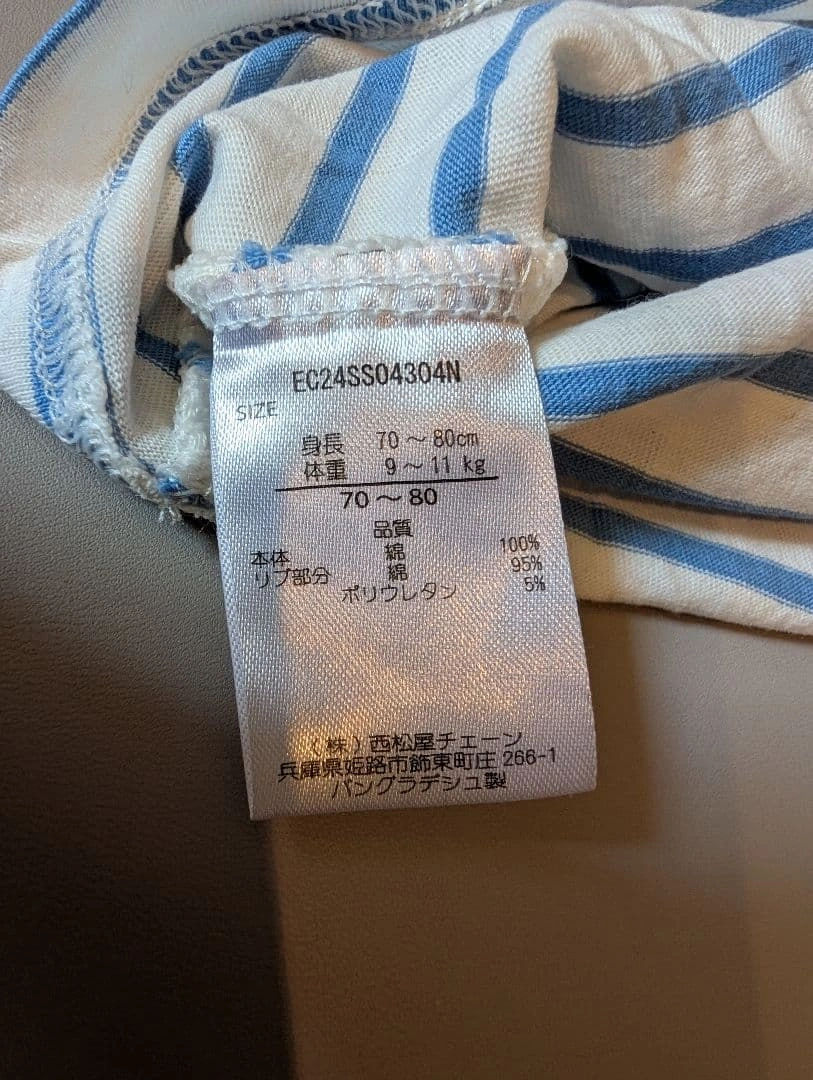 EC24SS04304N
SIZE
身長 70～80cm
体重 9～11 kg
70～80
品質
本体 綿 100%
リブ部分 綿 95%
ポリウレタン 5%
（株）西松屋チェーン
兵庫県姫路市飾東町庄 266-1
バングラデシュ製